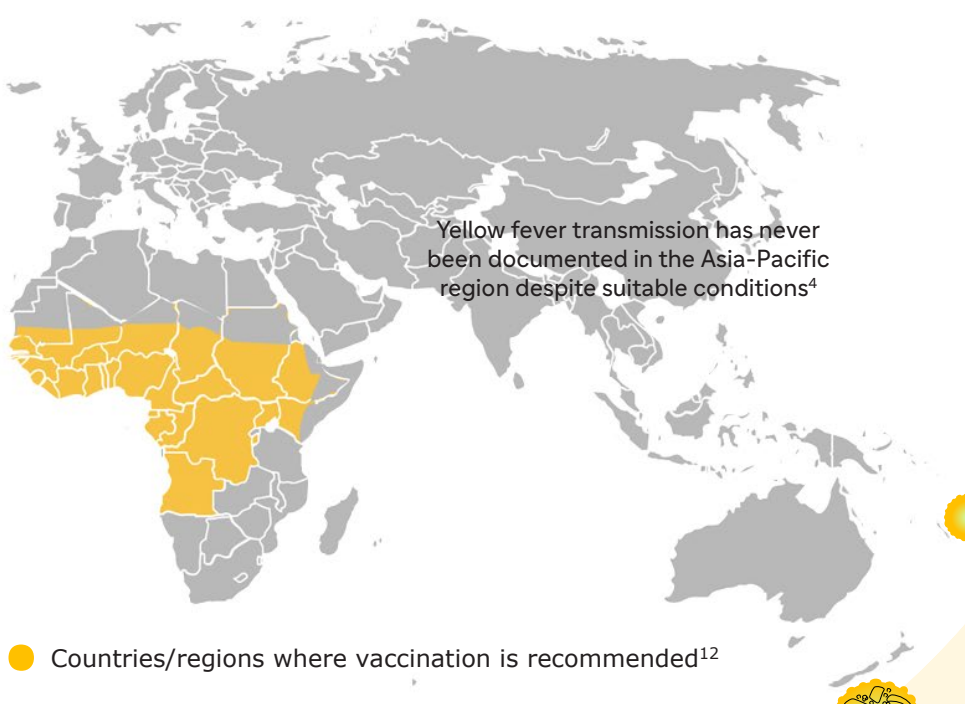 Yellow fever transmission has never
been documented in the Asia-Pacific
region despite suitable conditions⁴
Countries/regions where vaccination is recommended¹²